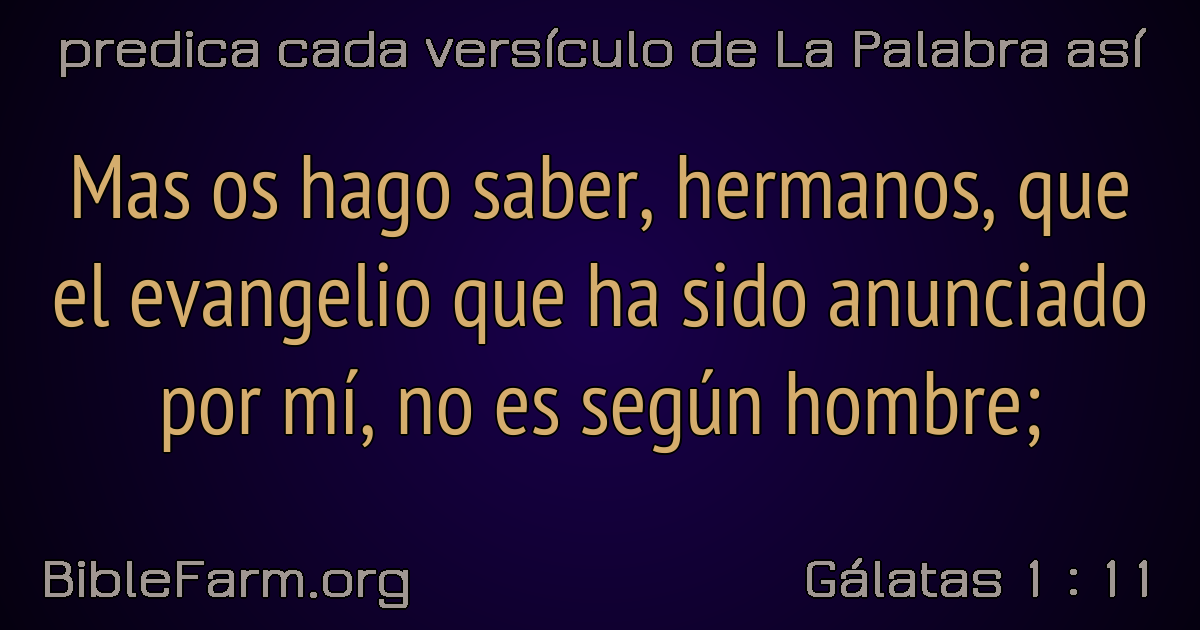 predica cada versículo de La Palabra así
Mas os hago saber, hermanos, que
el evangelio que ha sido anunciado
por mí, no es según hombre;
BibleFarm.org
Gálatas 1 : 11